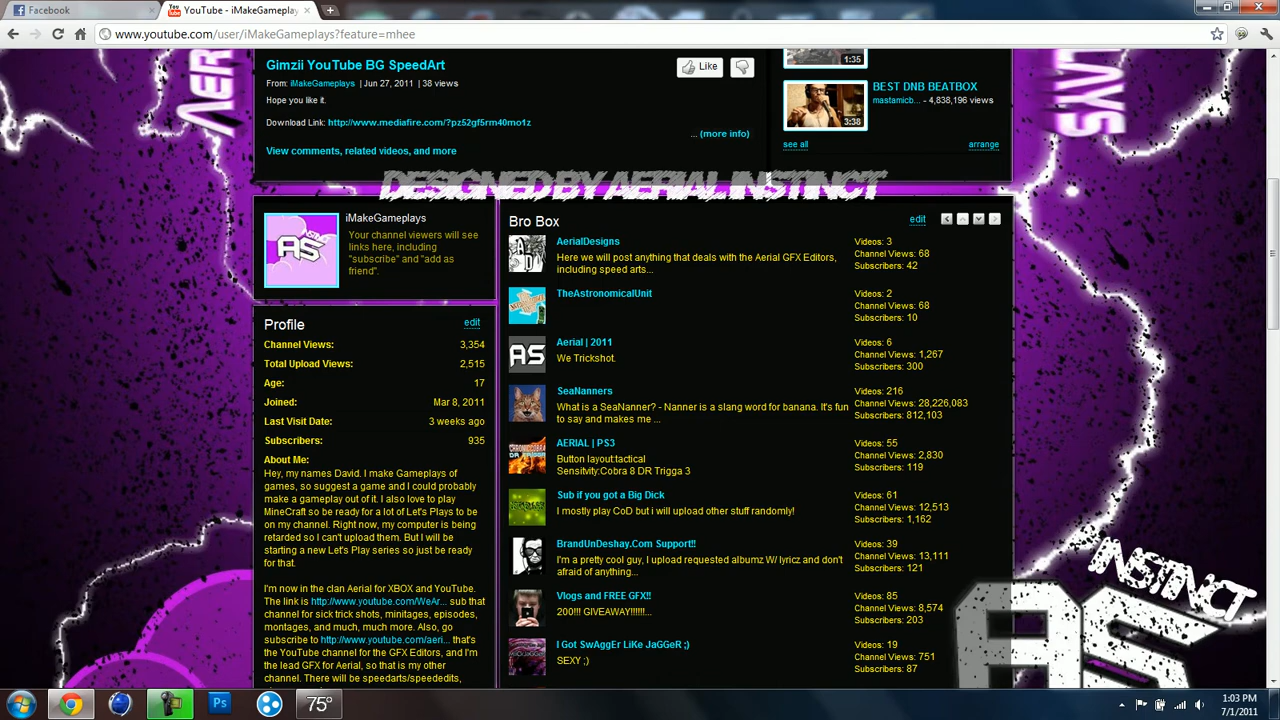 Facebook
YouTube - iMakeGameplay
www.youtube.com/user/iMakeGameplays?feature=mhee
Gimzii YouTube BG SpeedArt
Like
From: iMakeGameplays | Jun 27, 2011 | 38 views
Hope you like it.
Download Link: http://www.mediafire.com/?pz52gf5rm40mo1z
... (more info)
View comments, related videos, and more
1:35
BEST DNB BEATBOX
mastamicb... - 4,838,196 views
3:38
see all
arrange
DESIGNED BY AERIAL INSTINCT
iMakeGameplays
Your channel viewers will see
links here, including
"subscribe" and "add as
friend".
INSTINCT
AS
Profile
edit
Channel Views: 3,354
Total Upload Views: 2,515
Age: 17
Joined: Mar 8, 2011
Last Visit Date: 3 weeks ago
Subscribers: 935
About Me:
Hey, my names David. I make Gameplays of
games, so suggest a game and I could probably
make a gameplay out of it. I also love to play
MineCraft so be ready for a lot of Let's Plays to be
on my channel. Right now, my computer is being
retarded so I can't upload them. But I will be
starting a new Let's Play series so just be ready
for that.
I'm now in the clan Aerial for XBOX and YouTube.
The link is http://www.youtube.com/WeAr... sub that
channel for sick trick shots, minitages, episodes,
montages, and much, much more. Also, go
subscribe to http://www.youtube.com/aeri... that's
the YouTube channel for the GFX Editors, and I'm
the lead GFX for Aerial, so that is my other
channel. There will be speedarts/speededits,
Bro Box
edit
AerialDesigns
Here we will post anything that deals with the Aerial GFX Editors,
including speed arts...
Videos: 3
Channel Views: 68
Subscribers: 42
TheAstronomicalUnit
Videos: 2
Channel Views: 68
Subscribers: 10
AS
Aerial | 2011
We Trickshot.
Videos: 6
Channel Views: 1,267
Subscribers: 300
SeaNanners
What is a SeaNanner? - Nanner is a slang word for banana. It's fun
to say and makes me ...
Videos: 216
Channel Views: 28,226,083
Subscribers: 812,103
AERIAL | PS3
Button layout:tactical
Sensitvity:Cobra 8 DR Trigga 3
Videos: 55
Channel Views: 2,830
Subscribers: 119
Sub if you got a Big Dick
I mostly play CoD but i will upload other stuff randomly!
Videos: 61
Channel Views: 12,513
Subscribers: 1,162
BrandUnDeshay.Com Support!!
I'm a pretty cool guy, I upload requested albumz W/ lyricz and don't
afraid of anything...
Videos: 39
Channel Views: 13,111
Subscribers: 121
Vlogs and FREE GFX!!
200!!! GIVEAWAY!!!!!!...
Videos: 85
Channel Views: 8,574
Subscribers: 203
I Got SwAggEr LiKe JaGGeR ;)
SEXY ;)
Videos: 19
Channel Views: 751
Subscribers: 87
INSTINCT
AS
Ps
75°
1:03 PM
7/1/2011